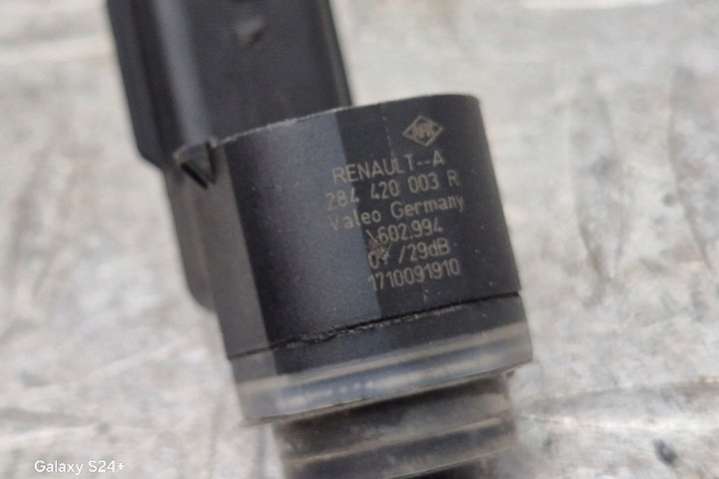 RENAULT--A
284 420 003 R
Valeo Germany
602.994
/29dB
1710091910
Galaxy S24+